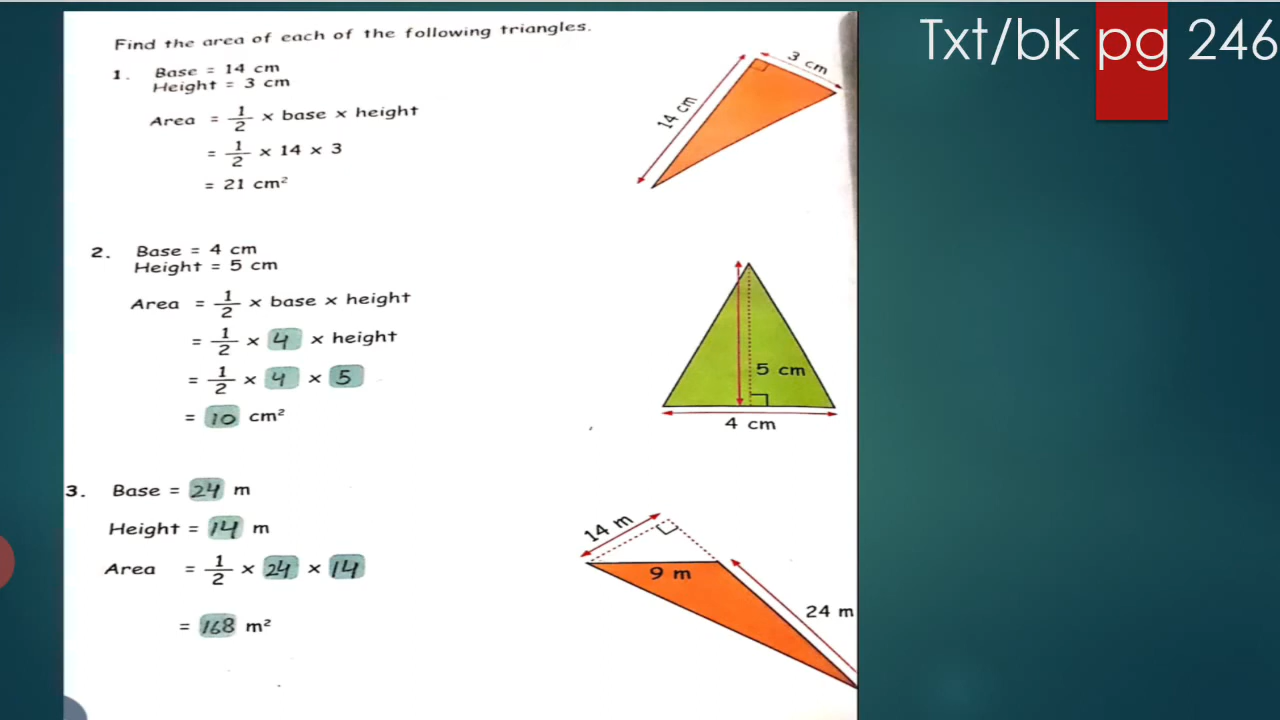 Txt/bk pg 246
Find the area of each of the following triangles.
1. Base = 14 cm
Height = 3 cm
Area = 1/2 × base × height
= 1/2 × 14 × 3
= 21 cm²
14 cm
3 cm
2. Base = 4 cm
Height = 5 cm
Area = 1/2 × base × height
= 1/2 × 4 × height
= 1/2 × 4 × 5
= 10 cm²
5 cm
4 cm
3. Base = 24 m
Height = 14 m
Area = 1/2 × 24 × 14
= 168 m²
14 m
9 m
24 m